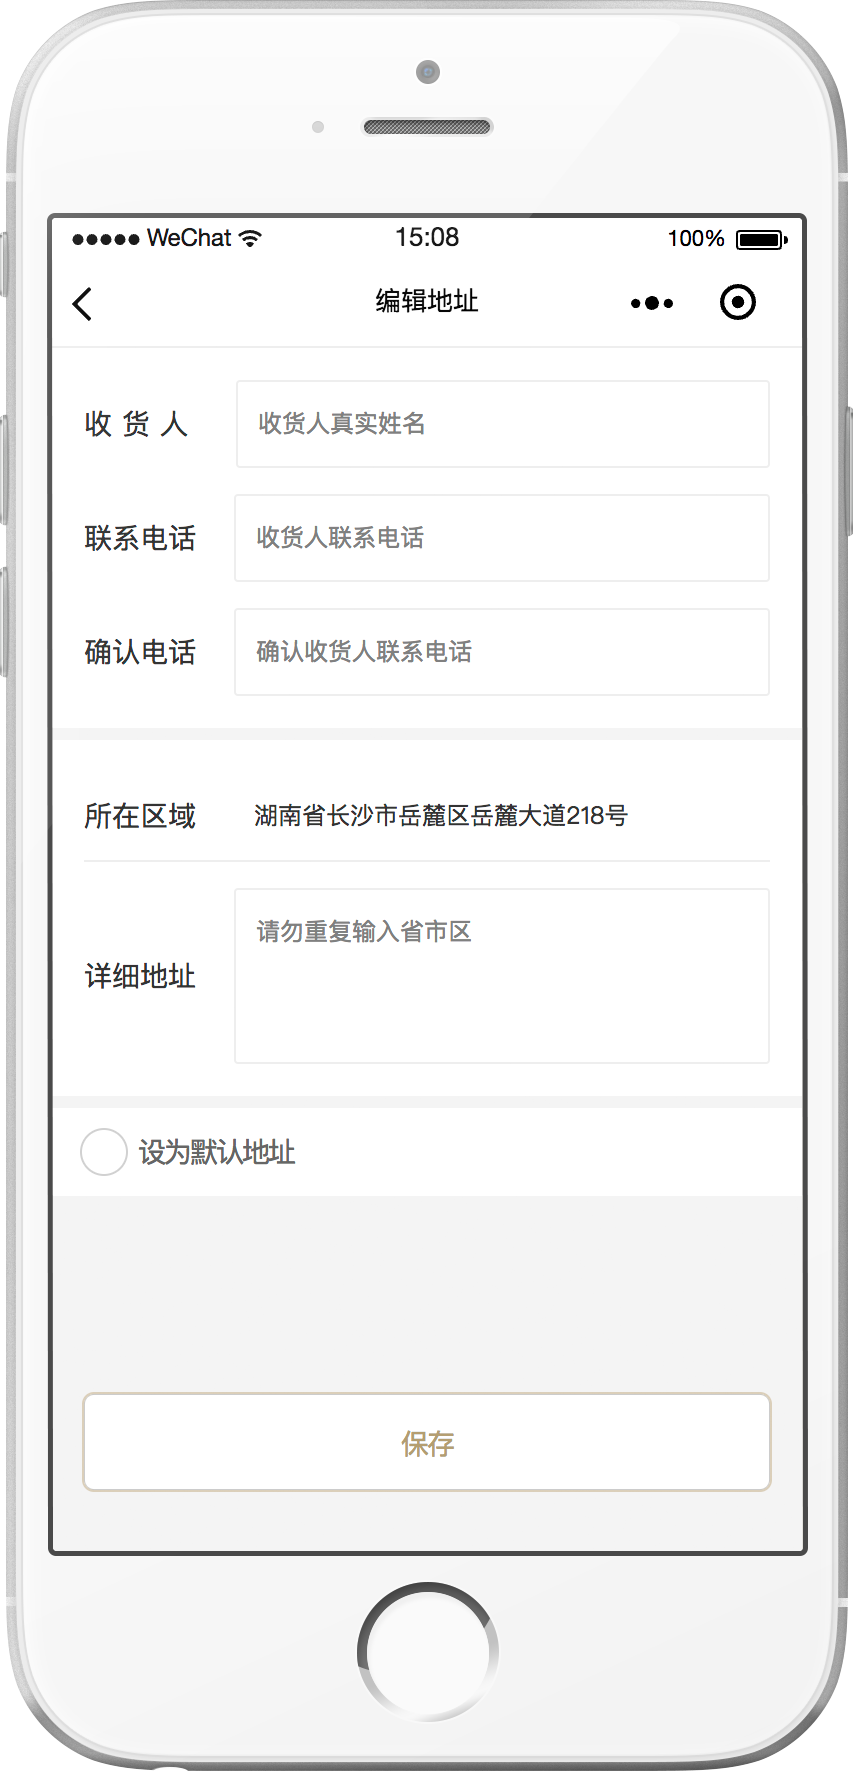 WeChat 15:08 100%
编辑地址
收 货 人 收货人真实姓名
联系电话 收货人联系电话
确认电话 确认收货人联系电话
所在区域 湖南省长沙市岳麓区岳麓大道218号
请勿重复输入省市区
详细地址
设为默认地址
保存